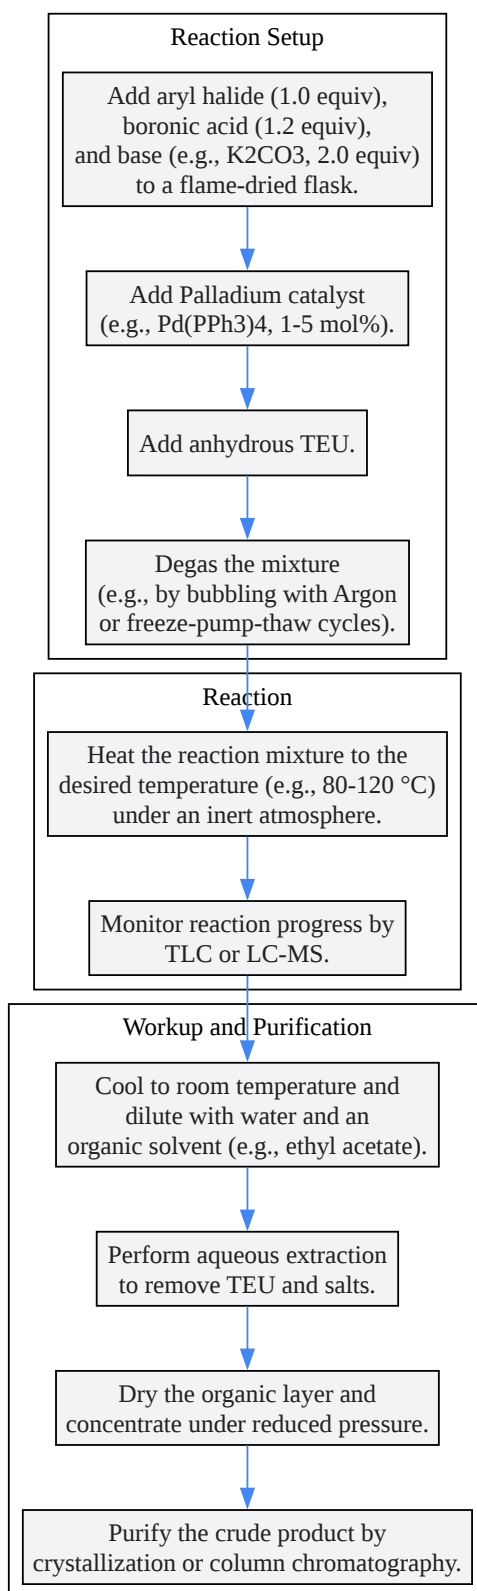 Reaction Setup
Add aryl halide (1.0 equiv),
boronic acid (1.2 equiv),
and base (e.g., K2CO3, 2.0 equiv)
to a flame-dried flask.
Add Palladium catalyst
(e.g., Pd(PPh3)4, 1-5 mol%).
Add anhydrous TEU.
Degas the mixture
(e.g., by bubbling with Argon
or freeze-pump-thaw cycles).
Reaction
Heat the reaction mixture to the
desired temperature (e.g., 80-120 °C)
under an inert atmosphere.
Monitor reaction progress by
TLC or LC-MS.
Workup and Purification
Cool to room temperature and
dilute with water and an
organic solvent (e.g., ethyl acetate).
Perform aqueous extraction
to remove TEU and salts.
Dry the organic layer and
concentrate under reduced pressure.
Purify the crude product by
crystallization or column chromatography.